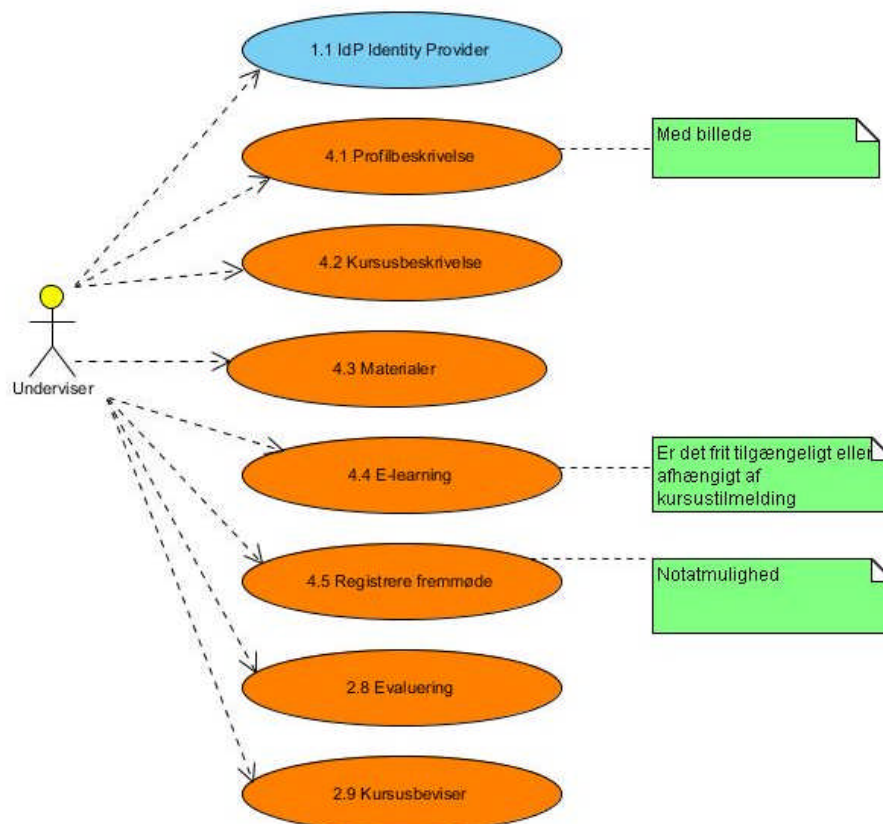 1.1 IdP Identity Provider
4.1 Profilbeskrivelse
Med billede
4.2 Kursusbeskrivelse
Underviser
4.3 Materialer
4.4 E-learning
Er det frit tilgængeligt eller
afhængigt af
kursustilmelding
4.5 Registrere fremmøde
Notatmulighed
2.8 Evaluering
2.9 Kursusbeviser